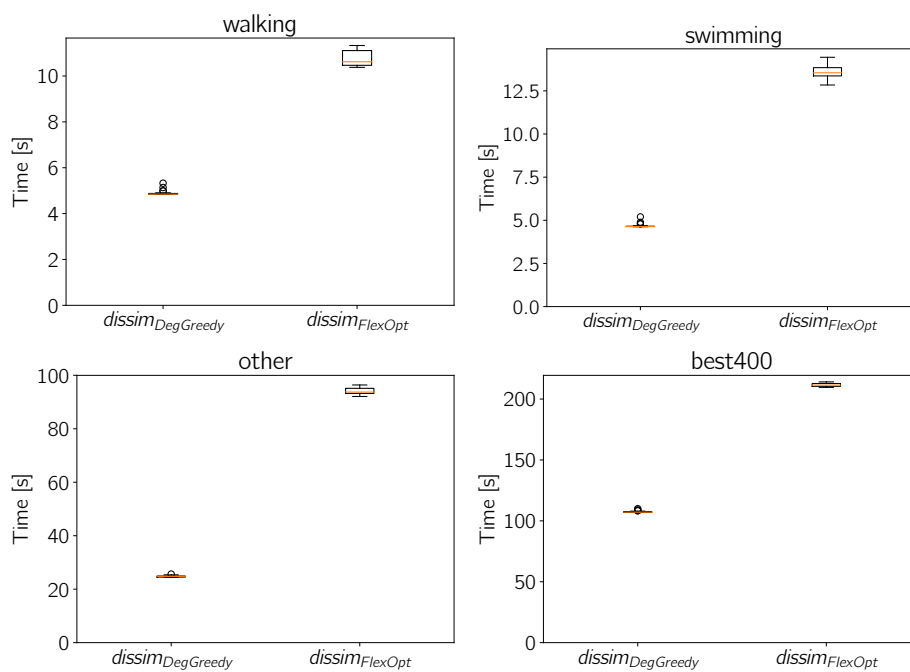 walking
10
8
6
4
2
0
Time [s]
dissim_DegGreedy
dissim_FlexOpt
swimming
12.5
10.0
7.5
5.0
2.5
0.0
Time [s]
dissim_DegGreedy
dissim_FlexOpt
other
100
80
60
40
20
0
Time [s]
dissim_DegGreedy
dissim_FlexOpt
best400
200
150
100
50
0
Time [s]
dissim_DegGreedy
dissim_FlexOpt